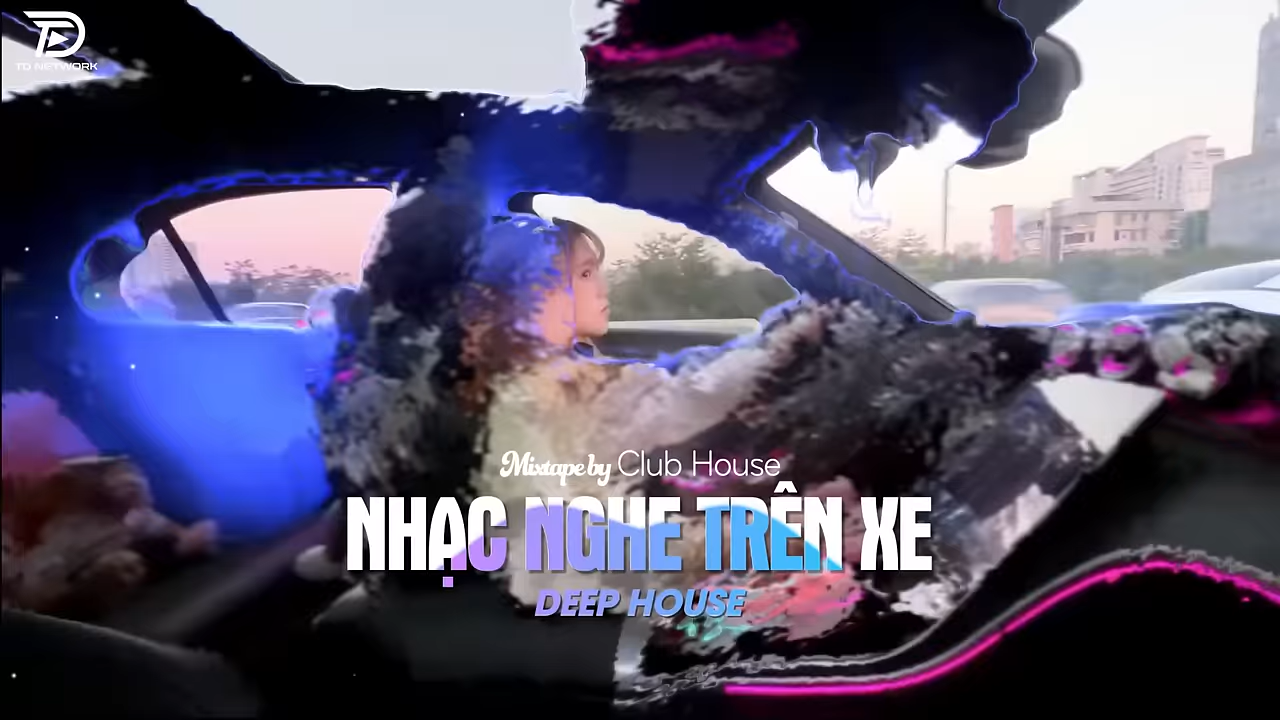 TD NETWORK
Mixtape by Club House
NHẠC NGHE TRÊN XE
DEEP HOUSE